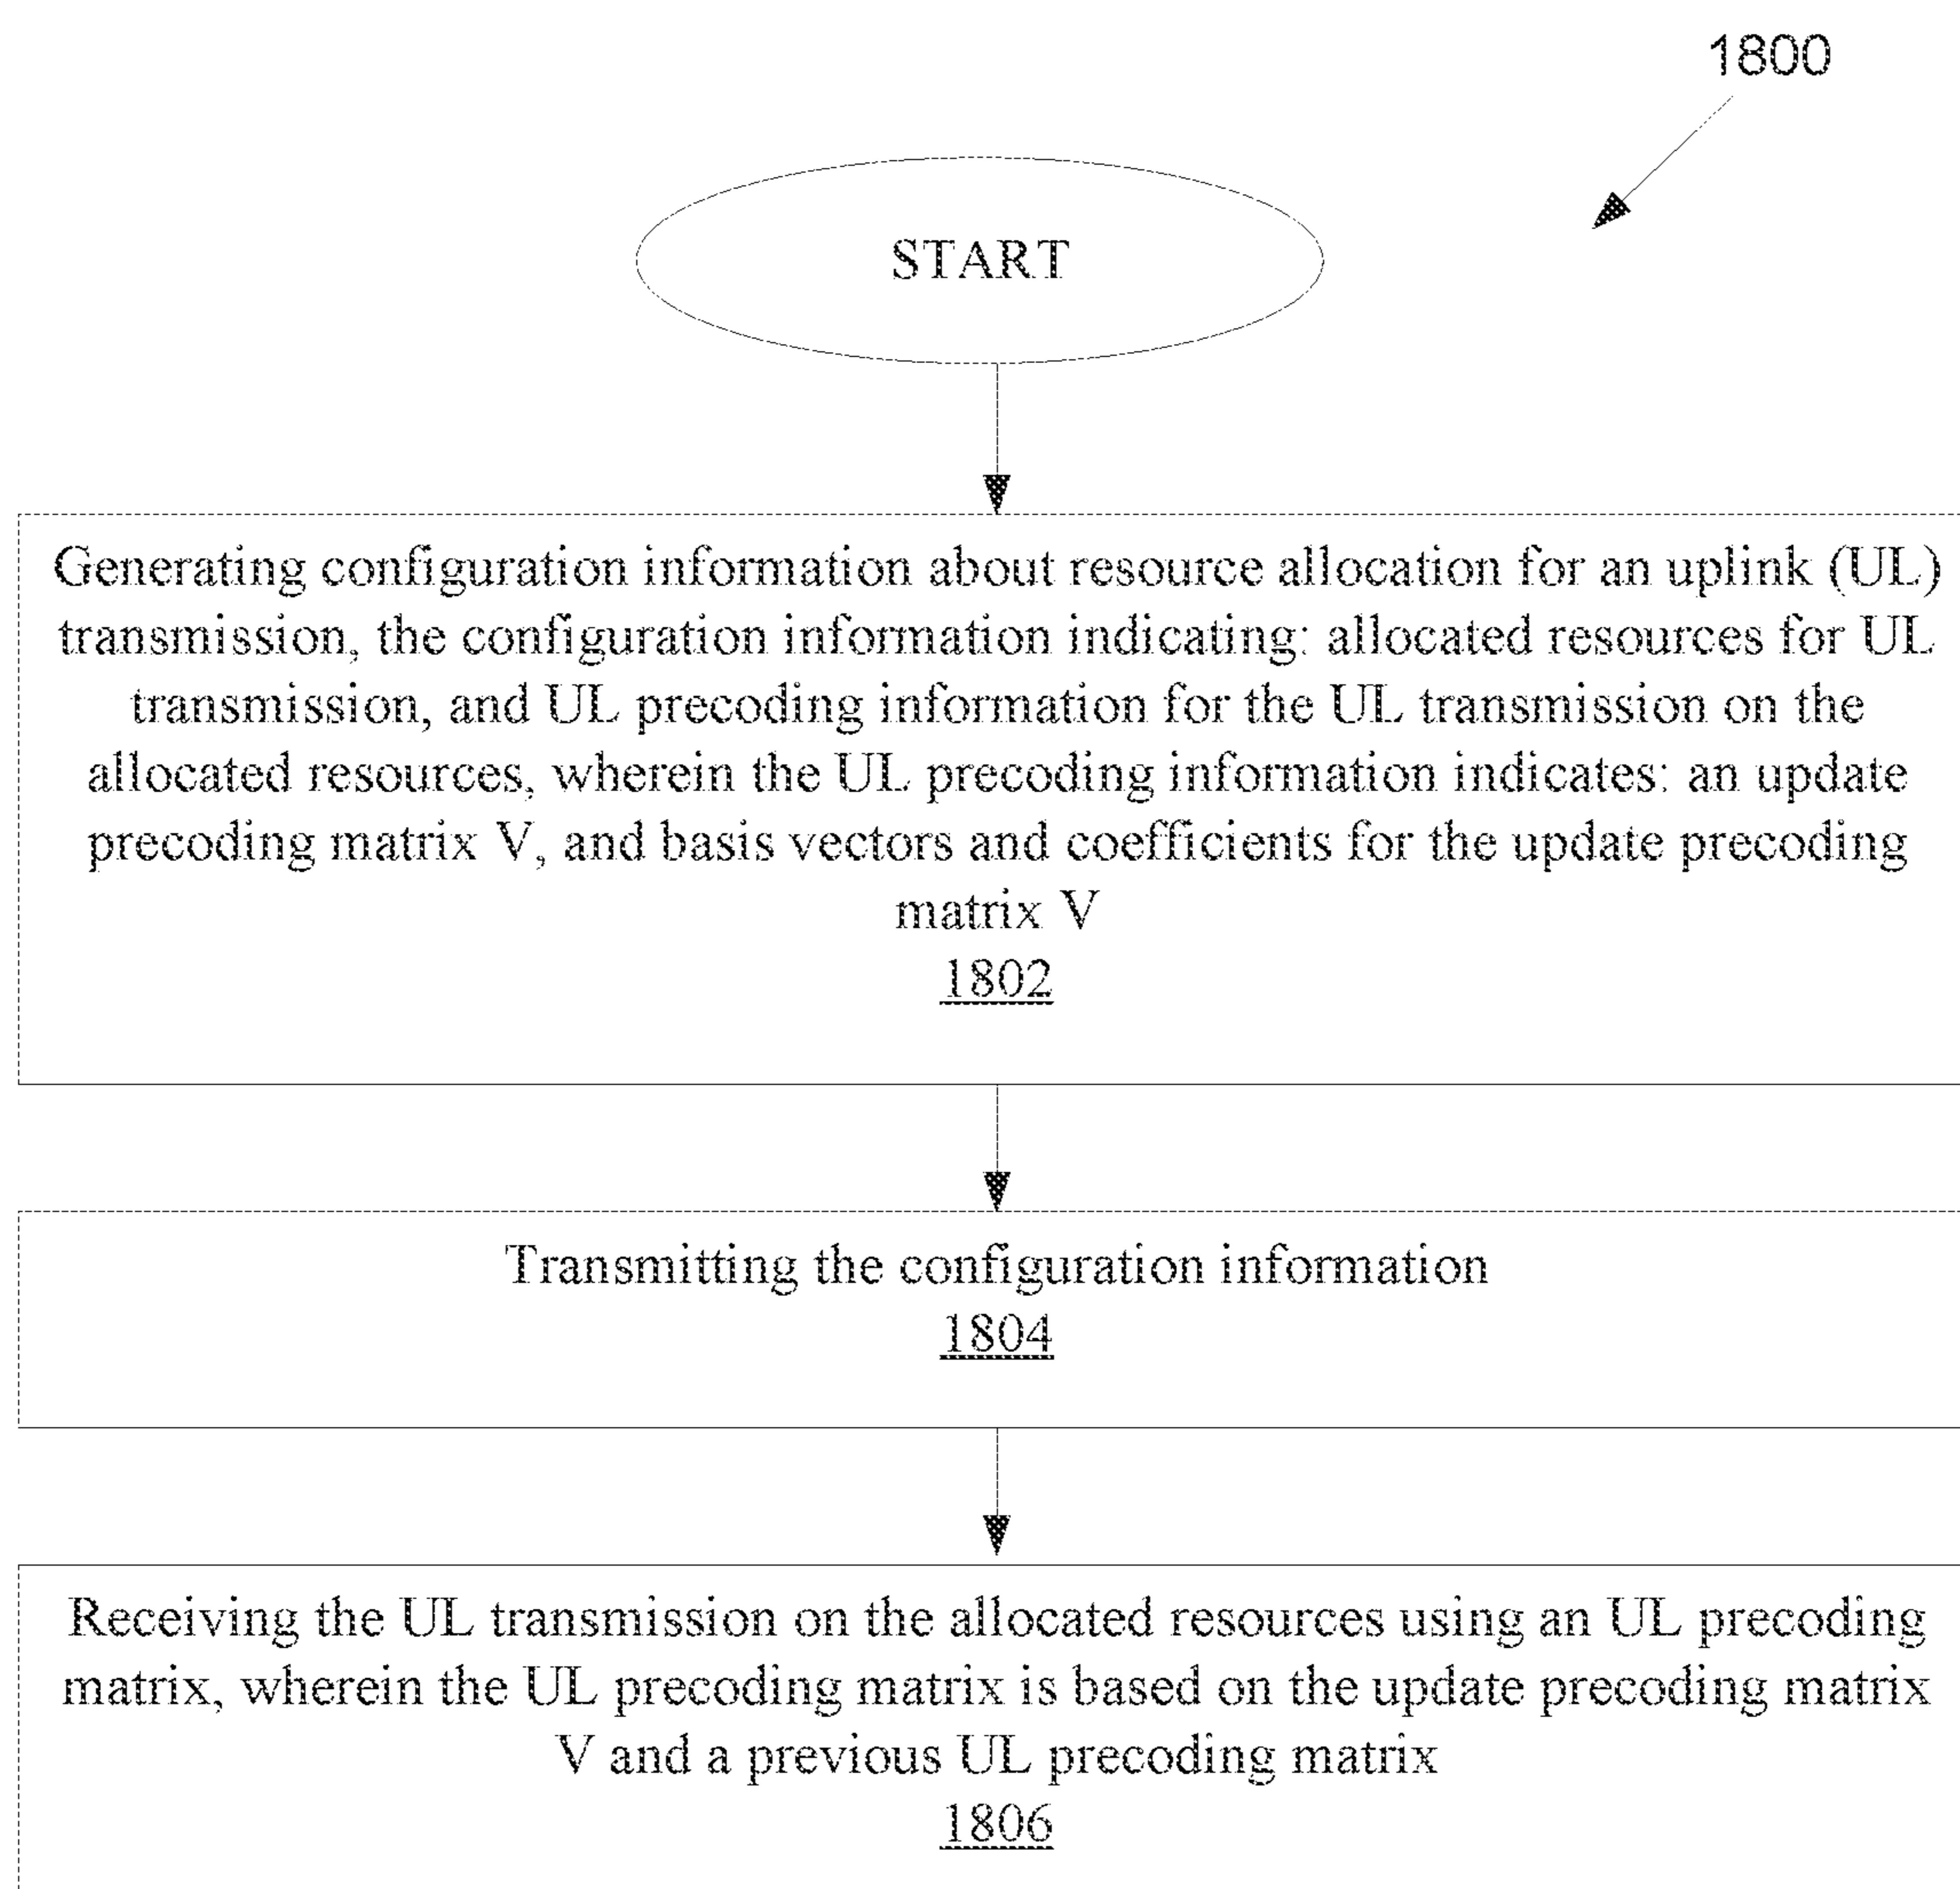 1800
START
Generating configuration information about resource allocation for an uplink (UL)
transmission, the configuration information indicating: allocated resources for UL
transmission, and UL precoding information for the UL transmission on the
allocated resources, wherein the UL precoding information indicates: an update
precoding matrix V, and basis vectors and coefficients for the update precoding
matrix V
1802
Transmitting the configuration information
1804
Receiving the UL transmission on the allocated resources using an UL precoding
matrix, wherein the UL precoding matrix is based on the update precoding matrix
V and a previous UL precoding matrix
1806